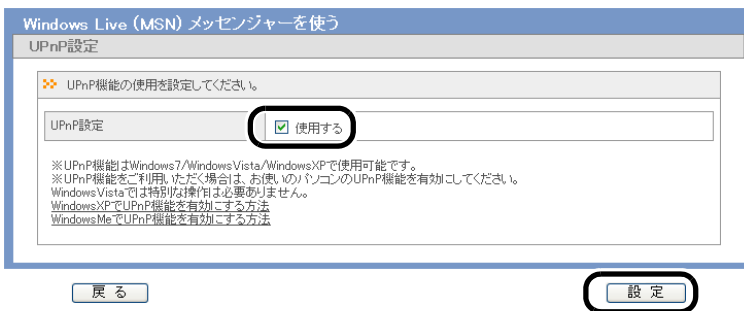 Windows Live (MSN) メッセンジャーを使う
UPnP設定
UPnP機能の使用を設定してください。
UPnP設定 使用する
※UPnP機能はWindows7/WindowsVista/WindowsXPで使用可能です。
※UPnP機能をご利用いただく場合は、お使いのパソコンのUPnP機能を有効にしてください。
WindowsVistaでは特別な操作は必要ありません。
WindowsXPでUPnP機能を有効にする方法
WindowsMeでUPnP機能を有効にする方法
戻る 設定